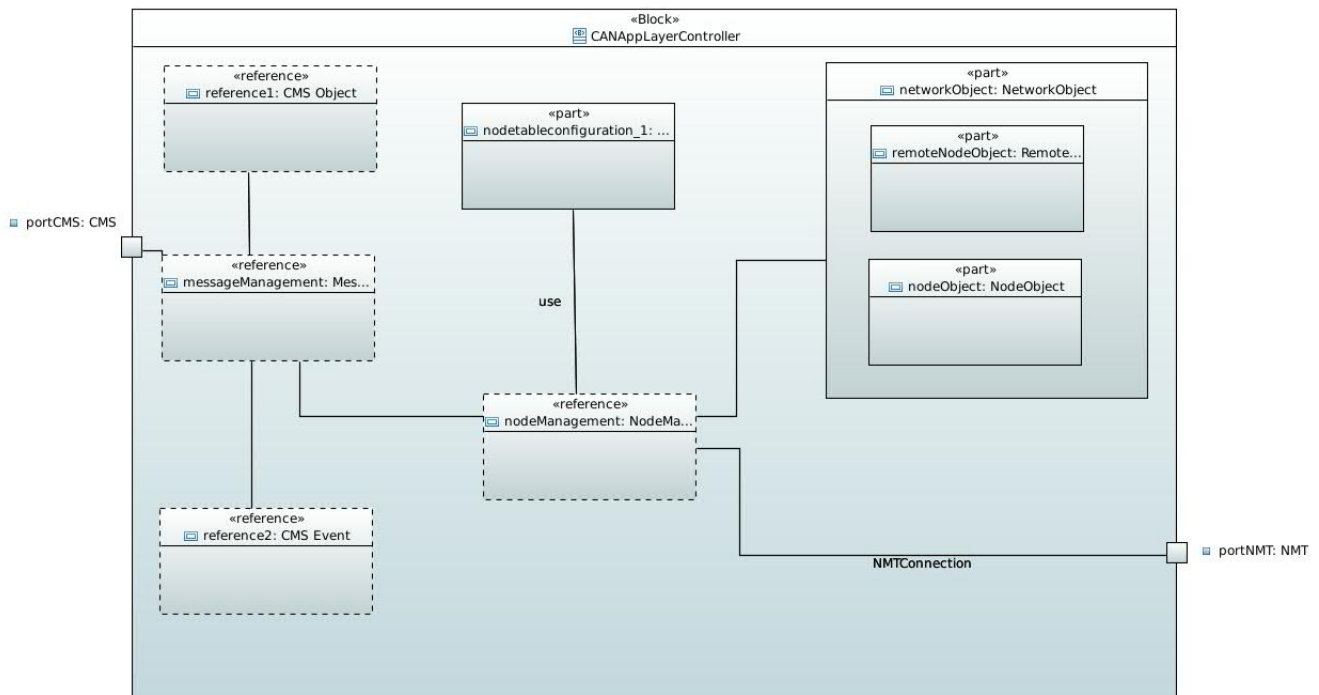 «Block»
CANAppLayerController
«reference»
reference1: CMS Object
«part»
nodetableconfiguration_1: ...
«part»
networkObject: NetworkObject
«part»
remoteNodeObject: Remote...
portCMS: CMS
«reference»
messageManagement: Mes...
«part»
nodeObject: NodeObject
use
«reference»
nodeManagement: NodeMa...
«reference»
reference2: CMS Event
portNMT: NMT
NMTConnection